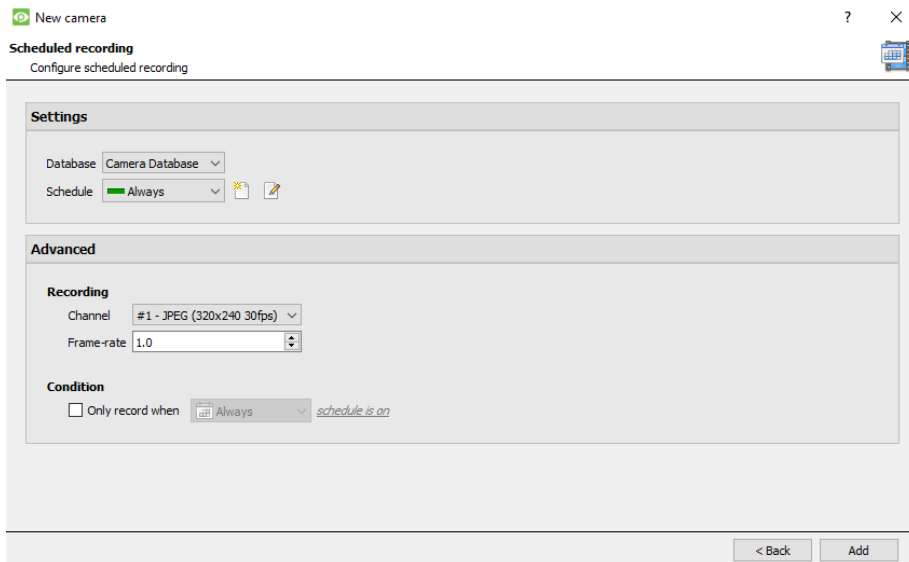 New camera
?
Scheduled recording
Configure scheduled recording
Settings
Database Camera Database
Schedule Always
Advanced
Recording
Channel #1 - JPEG (320x240 30fps)
Frame-rate 1.0
Condition
Only record when Always schedule is on
< Back Add